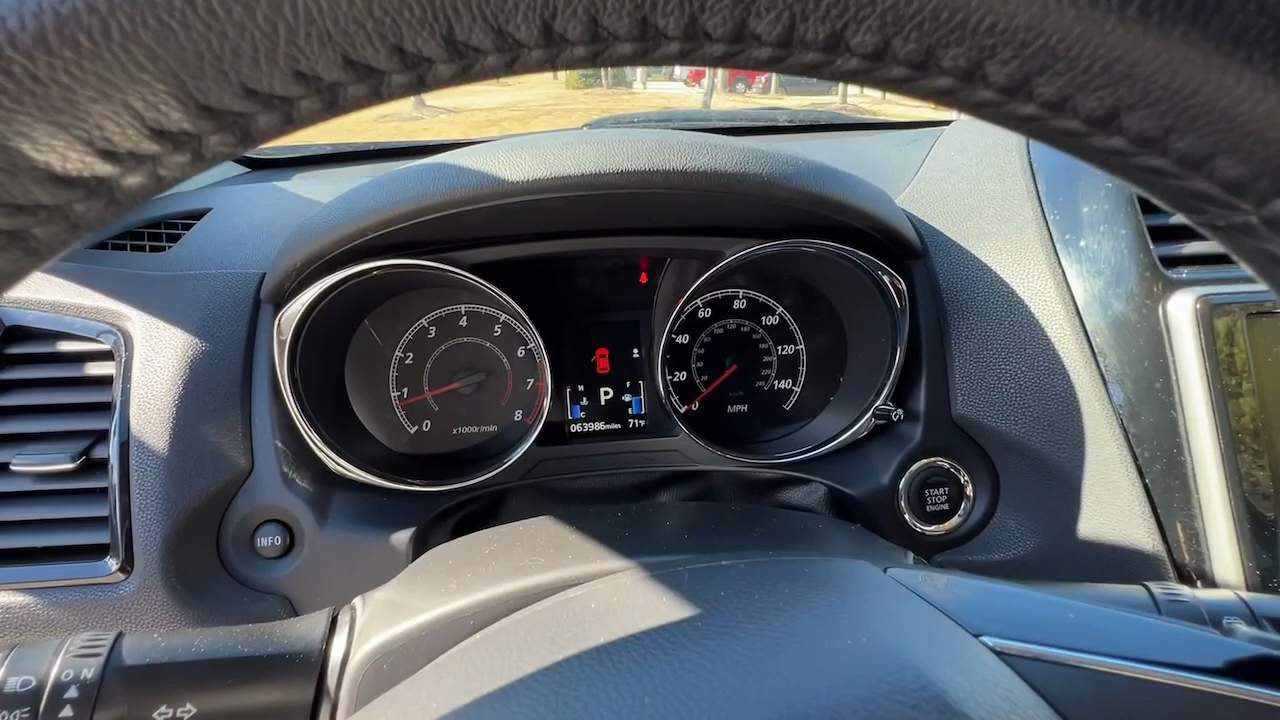 0
1
2
3
4
5
6
7
8
x1000r/min
H
C
P
F
E
063986miles 71°F
0
20
40
60
80
100
120
140
MPH
START
STOP
ENGINE
INFO
ON